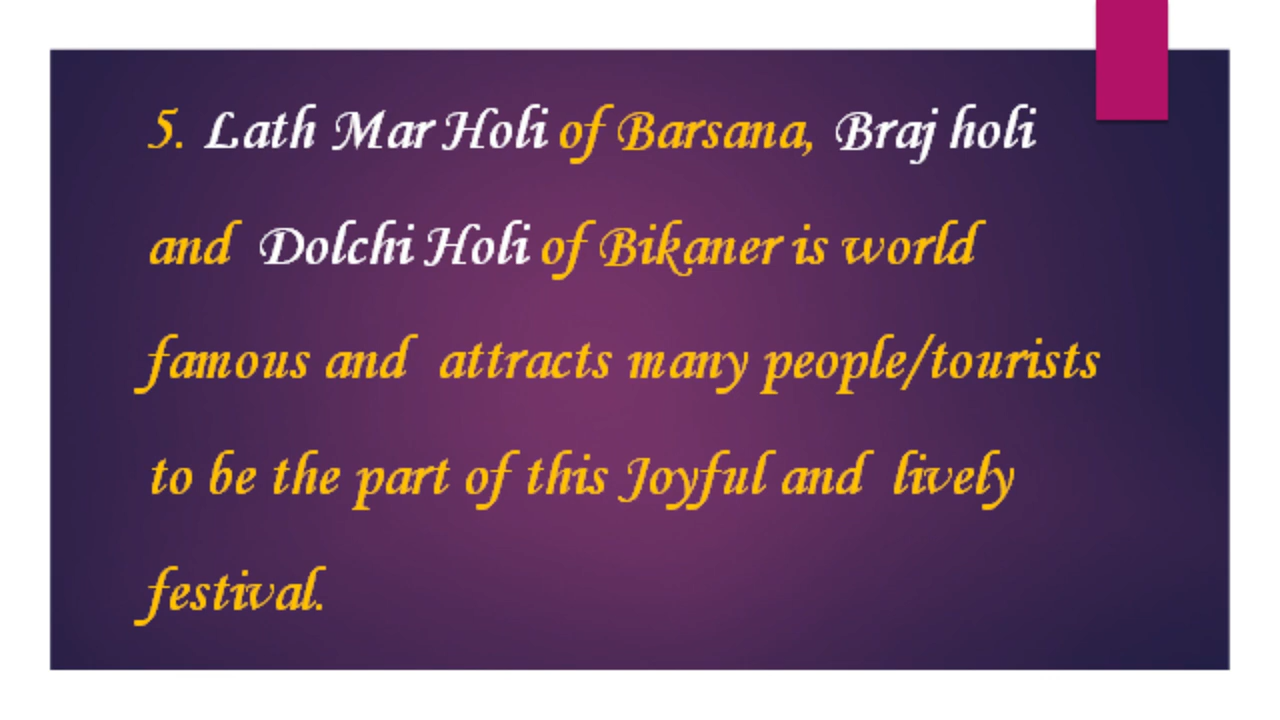 5. Lath Mar Holi of Barsana, Braj holi
and Dolchi Holi of Bikaner is world
famous and attracts many people/tourists
to be the part of this Joyful and lively
festival.